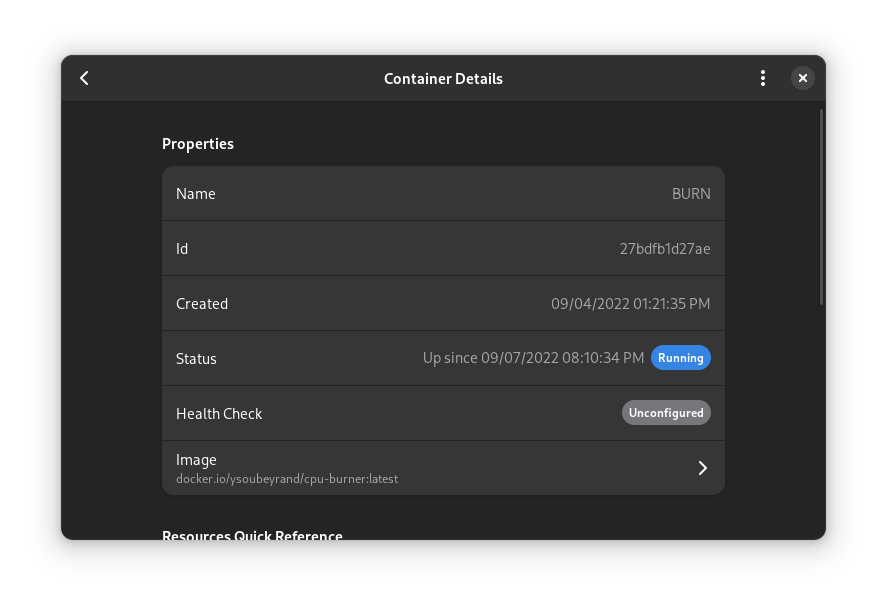 Container Details
Properties
Name BURN
Id 27bdfb1d27ae
Created 09/04/2022 01:21:35 PM
Status Up since 09/07/2022 08:10:34 PM Running
Health Check Unconfigured
Image
docker.io/ysoubeyrand/cpu-burner:latest
Resources Quick Reference